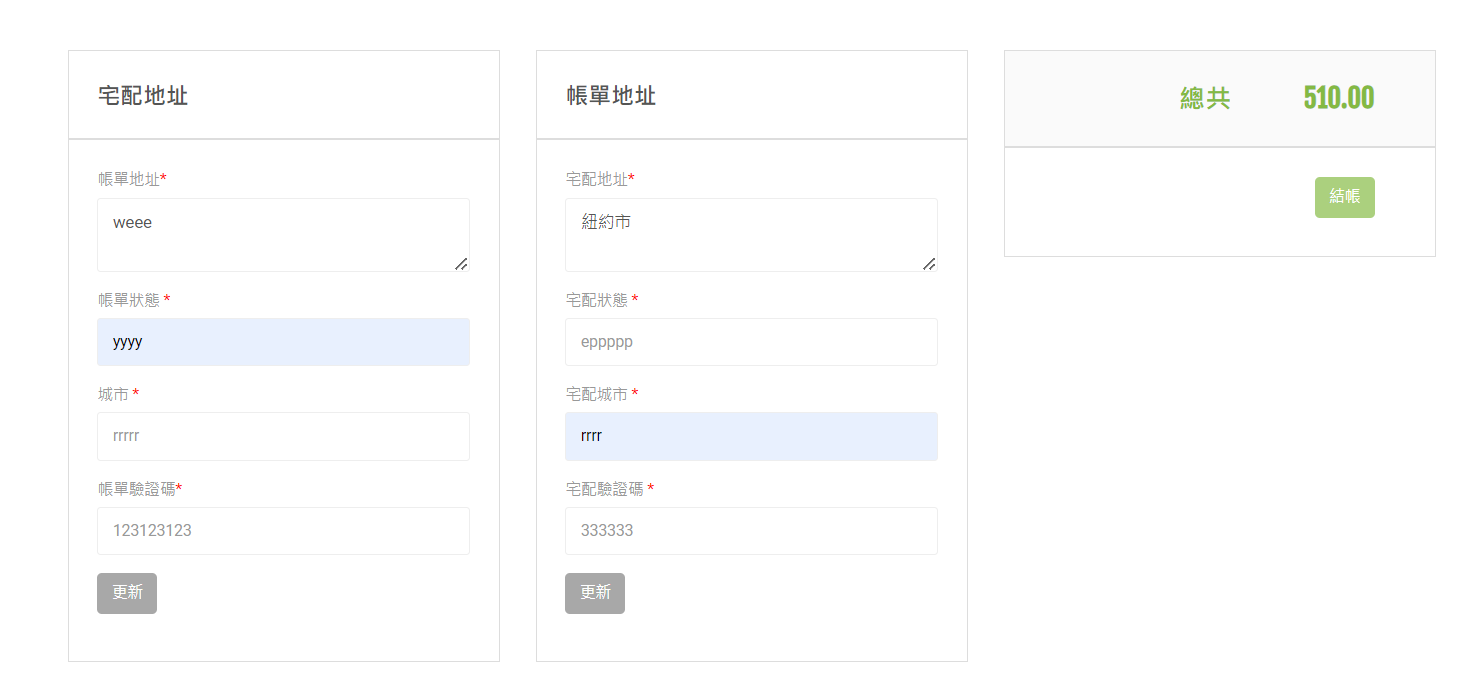 宅配地址
帳單地址*
weee
帳單狀態 *
yyyy
城市 *
rrrrr
帳單驗證碼*
123123123
更新
帳單地址
宅配地址*
紐約市
宅配狀態 *
eppppp
宅配城市 *
rrrr
宅配驗證碼 *
333333
更新
總共 510.00
結帳